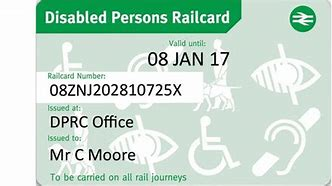 Disabled Persons Railcard
Valid until:
08 JAN 17
Railcard Number:
08ZNJ202810725X
Issued at:
DPRC Office
Issued to:
Mr C Moore
To be carried on all rail journeys